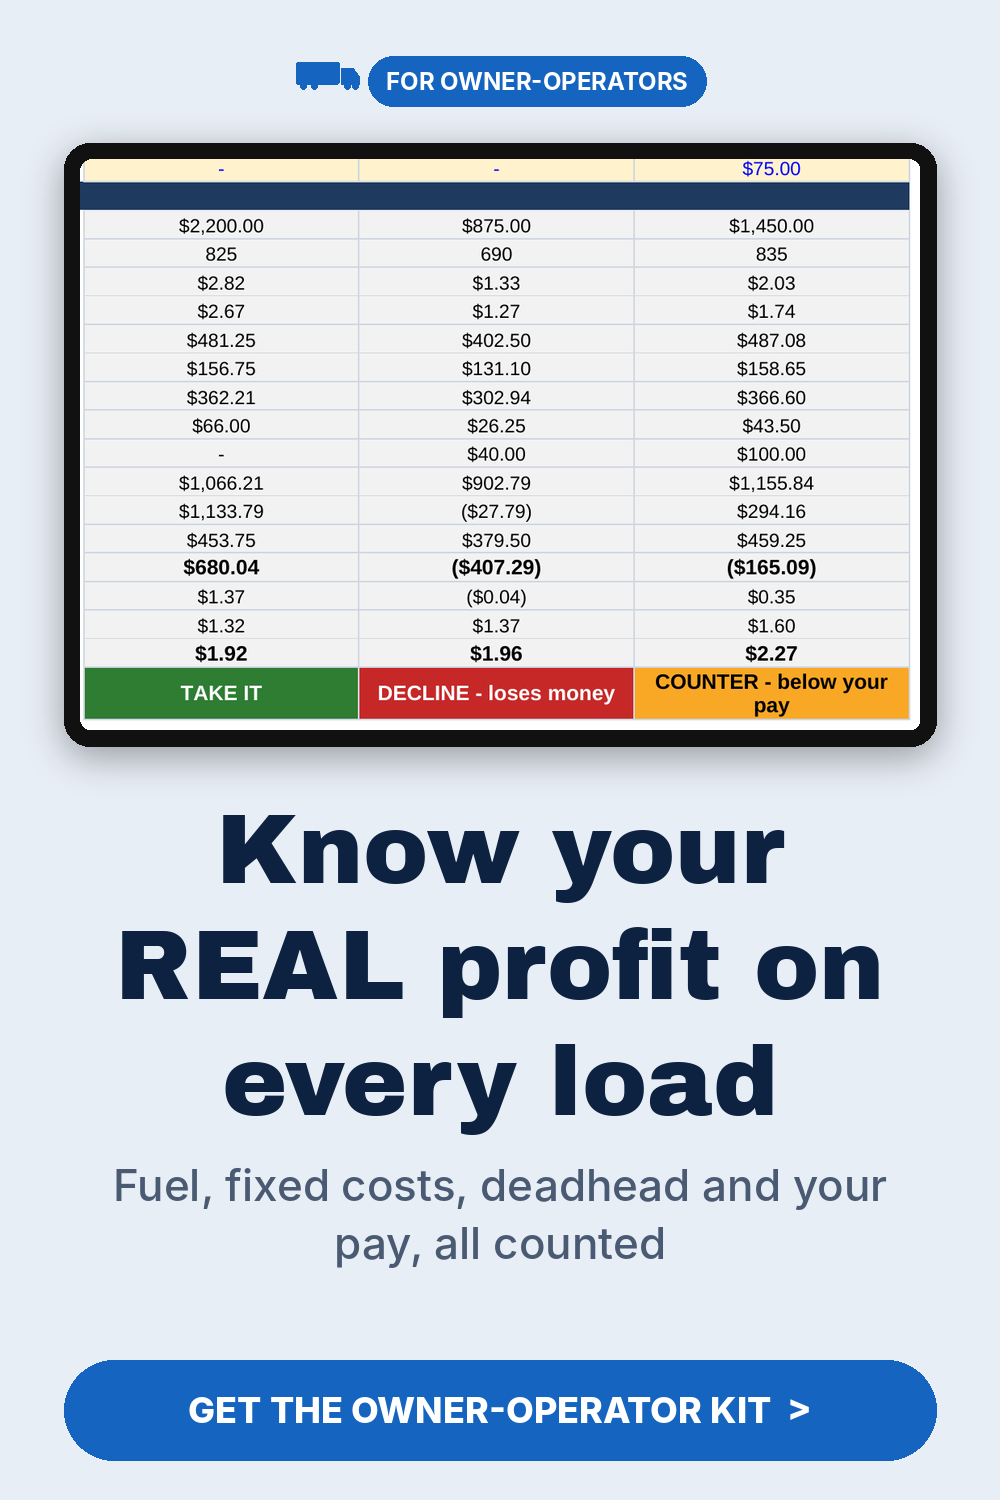 FOR OWNER-OPERATORS
- - $75.00
$2,200.00 $875.00 $1,450.00
825 690 835
$2.82 $1.33 $2.03
$2.67 $1.27 $1.74
$481.25 $402.50 $487.08
$156.75 $131.10 $158.65
$362.21 $302.94 $366.60
$66.00 $26.25 $43.50
- $40.00 $100.00
$1,066.21 $902.79 $1,155.84
$1,133.79 ($27.79) $294.16
$453.75 $379.50 $459.25
$680.04 ($407.29) ($165.09)
$1.37 ($0.04) $0.35
$1.32 $1.37 $1.60
$1.92 $1.96 $2.27
TAKE IT DECLINE - loses money COUNTER - below your
pay
Know your
REAL profit on
every load
Fuel, fixed costs, deadhead and your
pay, all counted
GET THE OWNER-OPERATOR KIT >